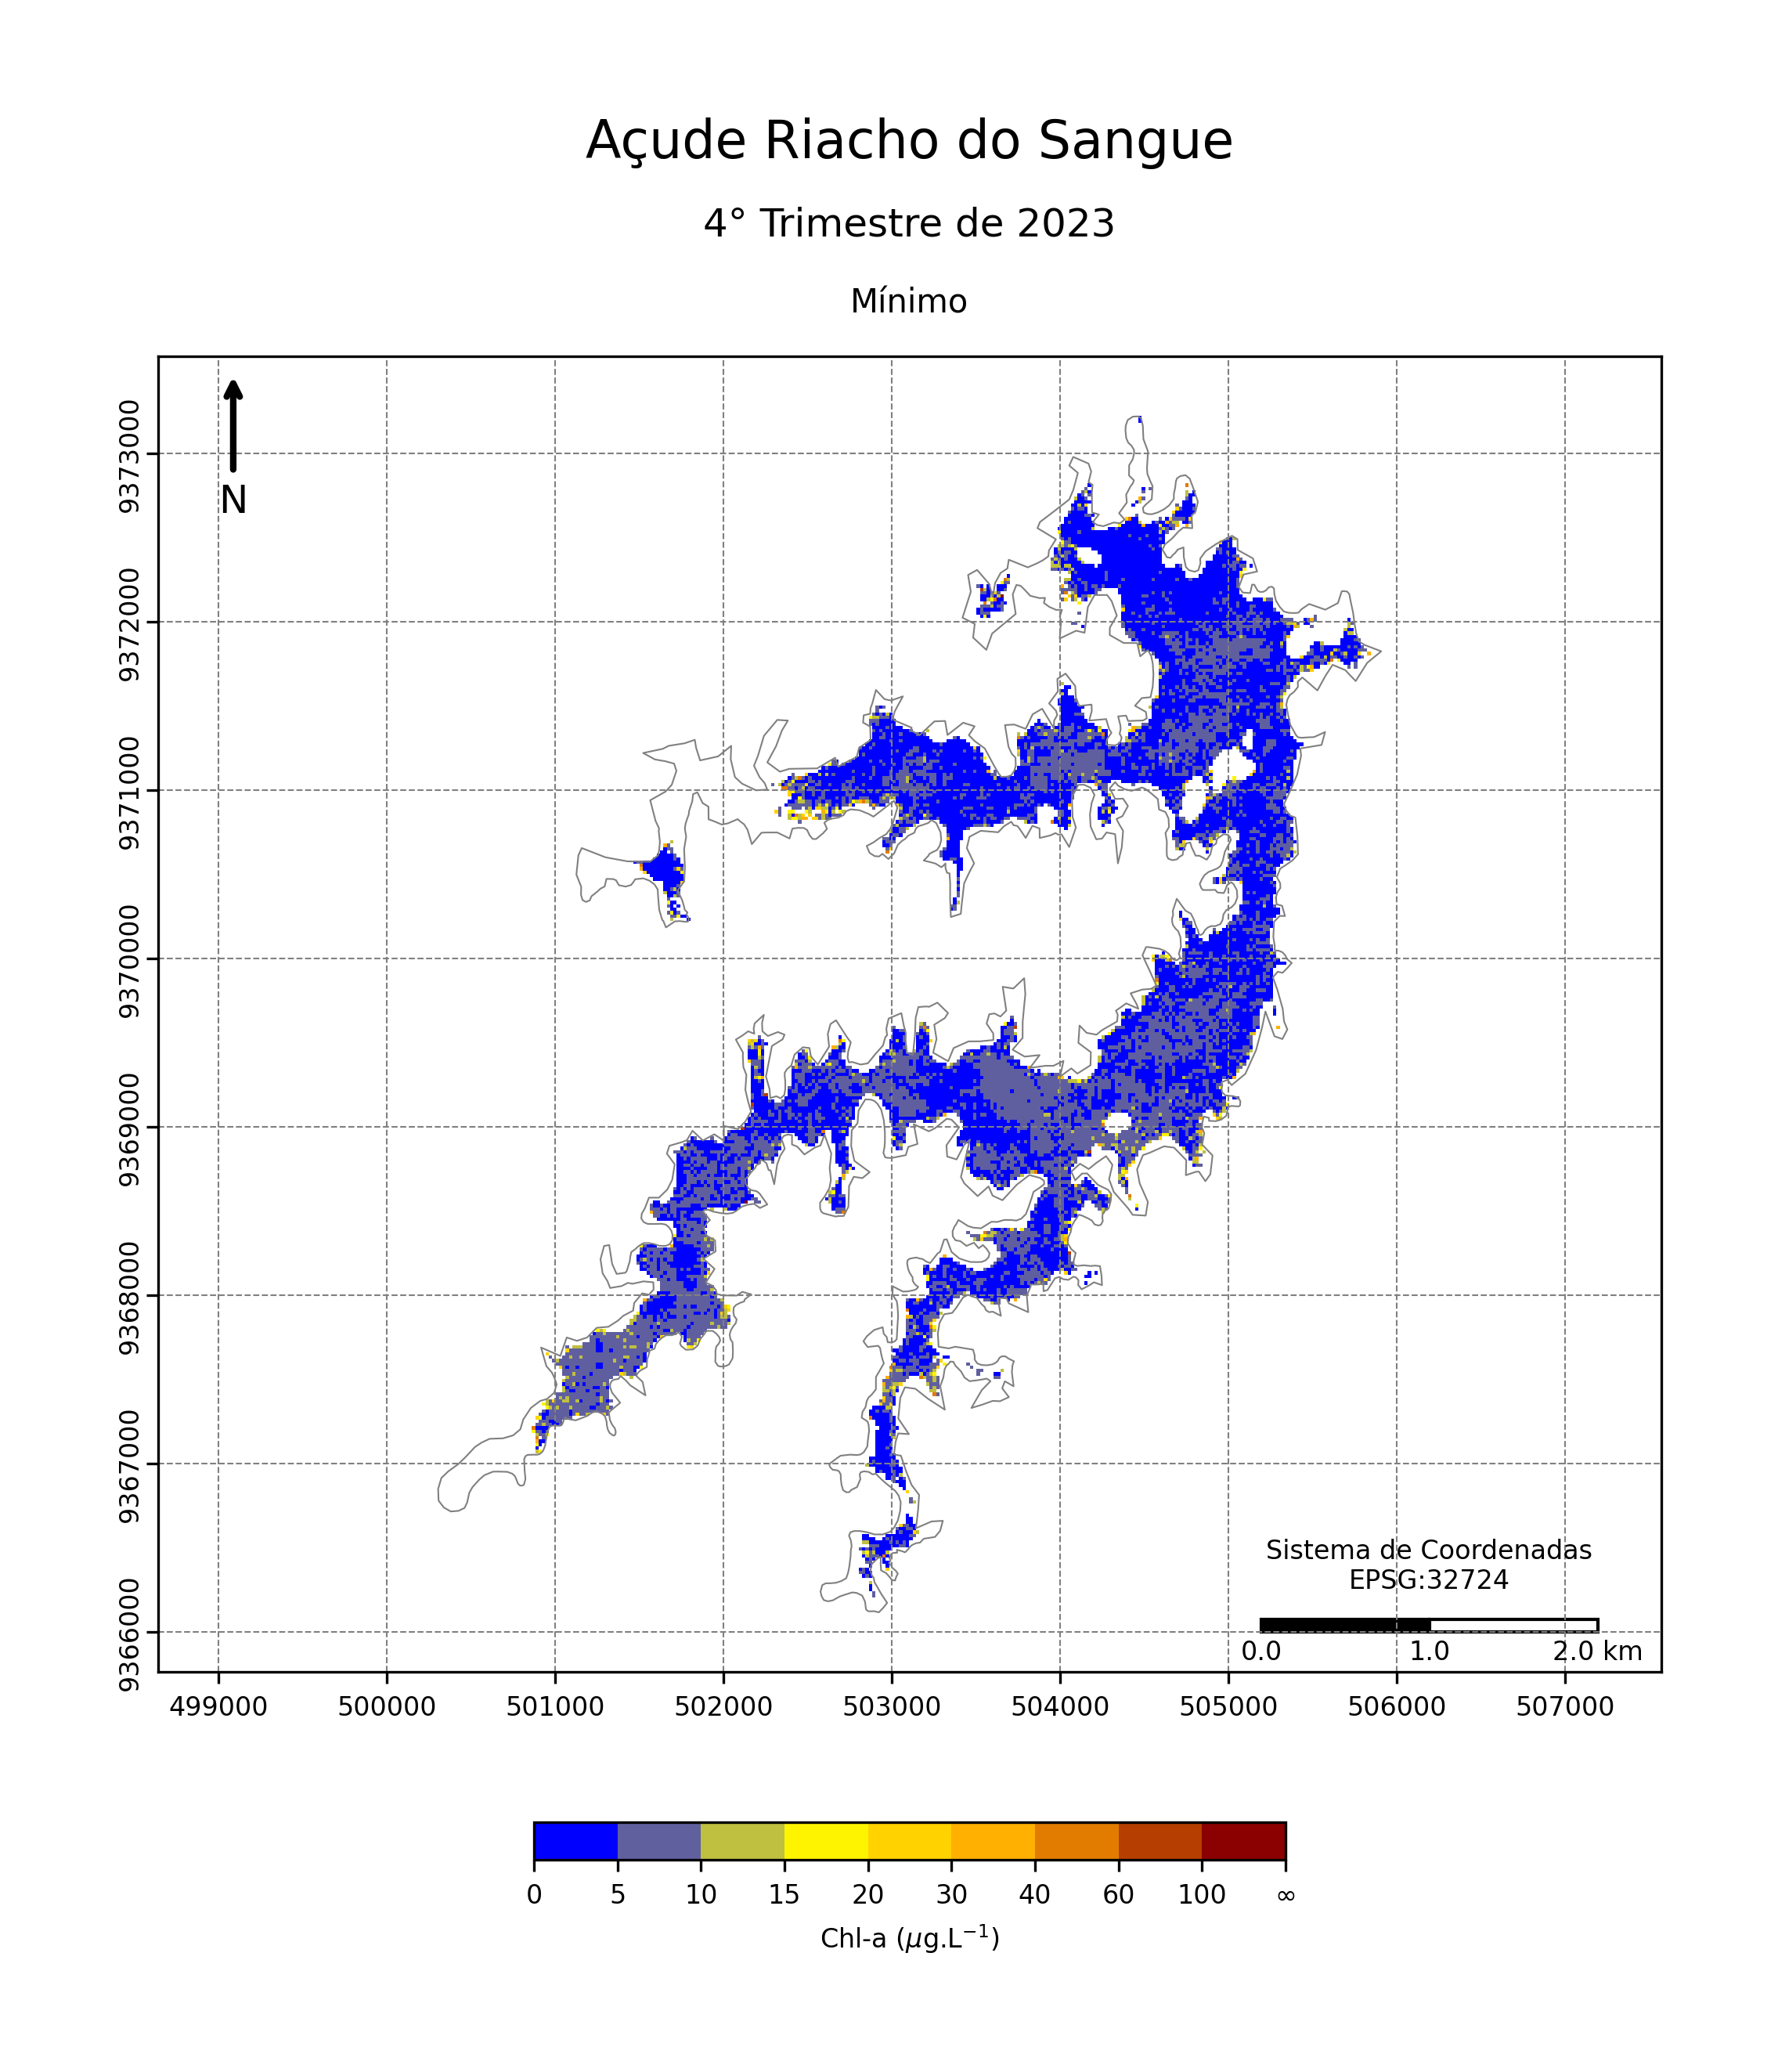 Açude Riacho do Sangue
4° Trimestre de 2023
Mínimo
N
9373000
9372000
9371000
9370000
9369000
9368000
9367000
9366000
Sistema de Coordenadas
EPSG:32724
0.0 1.0 2.0 km
499000 500000 501000 502000 503000 504000 505000 506000 507000
0 5 10 15 20 30 40 60 100 ∞
Chl-a (μg.L⁻¹)